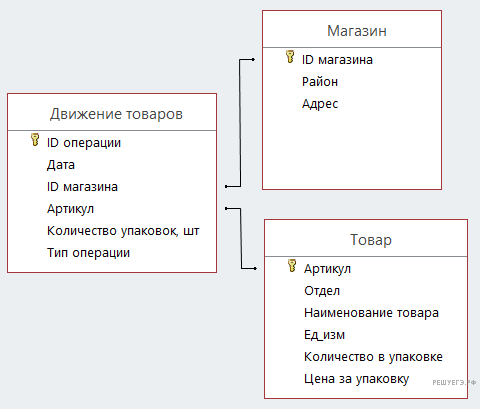 Магазин
ID магазина
Район
Адрес
Движение товаров
ID операции
Дата
ID магазина
Артикул
Количество упаковок, шт
Тип операции
Товар
Артикул
Отдел
Наименование товара
Ед_изм
Количество в упаковке
Цена за упаковку
РЕШУЕГЭ.РФ